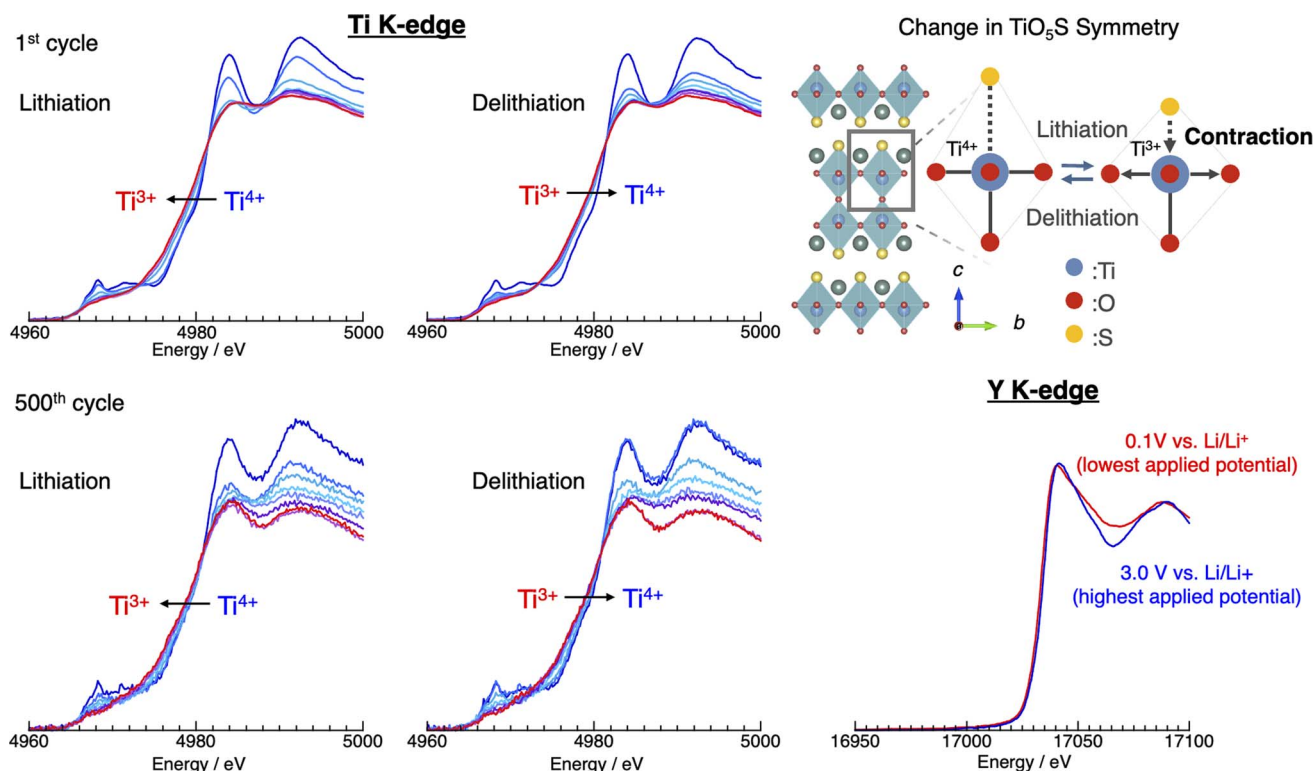 Ti K-edge
1st cycle
Lithiation
Ti3+
Ti4+
4960
4980
5000
Energy / eV
Delithiation
Ti3+
Ti4+
4960
4980
5000
Energy / eV
Change in TiO5S Symmetry
Ti4+
Lithiation
Delithiation
Ti3+
Contraction
:Ti
:O
:S
c
b
500th cycle
Lithiation
Ti3+
Ti4+
4960
4980
5000
Energy / eV
Delithiation
Ti3+
Ti4+
4960
4980
5000
Energy / eV
Y K-edge
0.1V vs. Li/Li+
(lowest applied potential)
3.0 V vs. Li/Li+
(highest applied potential)
16950
17000
17050
17100
Energy / eV